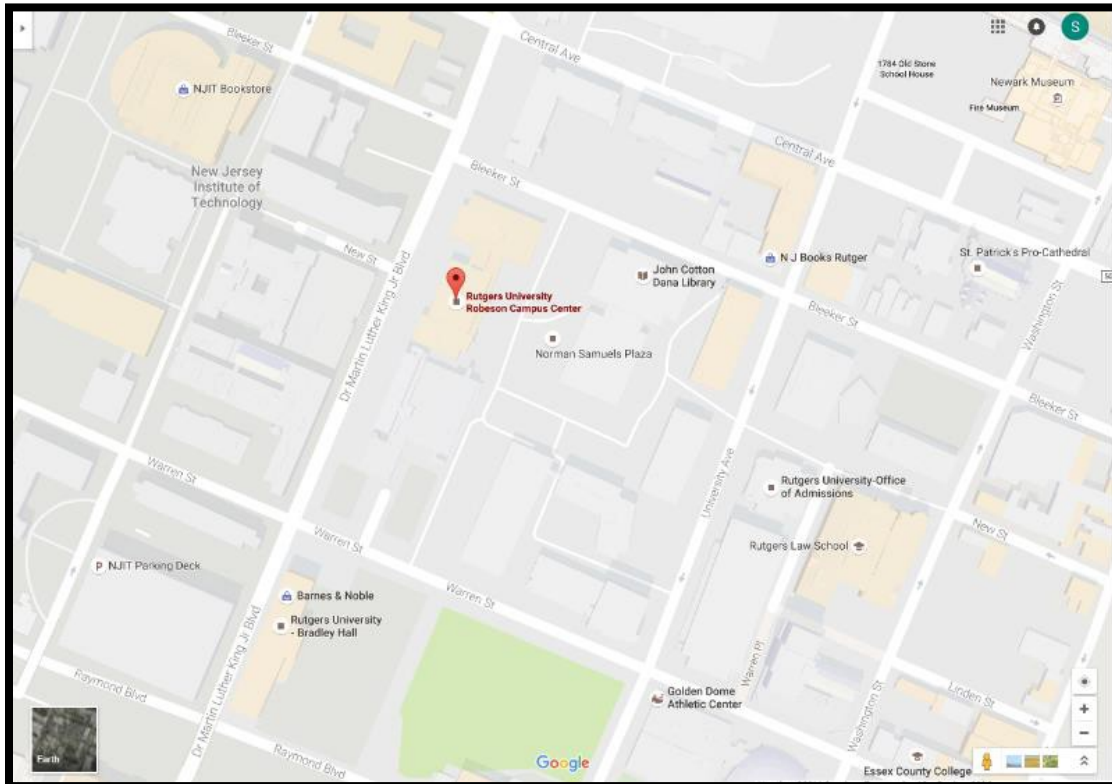 Bleeker St
Central Ave
S
1784 Old Stone
School House
Newark Museum
Fire Museum
NJIT Bookstore
Central Ave
New Jersey
Institute of
Technology
Bleeker St
New St
Dr Martin Luther King Jr Blvd
John Cotton
Dana Library
N J Books Rutger
St. Patrick's Pro-Cathedral
Rutgers University
Robeson Campus Center
Norman Samuels Plaza
Bleeker St
Washington St
Bleeker St
Warren St
University Ave
Rutgers University-Office
of Admissions
New St
Rutgers Law School
Warren St
P NJIT Parking Deck
Barnes & Noble
Warren St
Rutgers University
- Bradley Hall
Dr Martin Luther King Jr Blvd
Raymond Blvd
Warren Pl
Golden Dome
Athletic Center
Washington St
Linden St
Earth
Raymond Blvd
Google
Essex County College